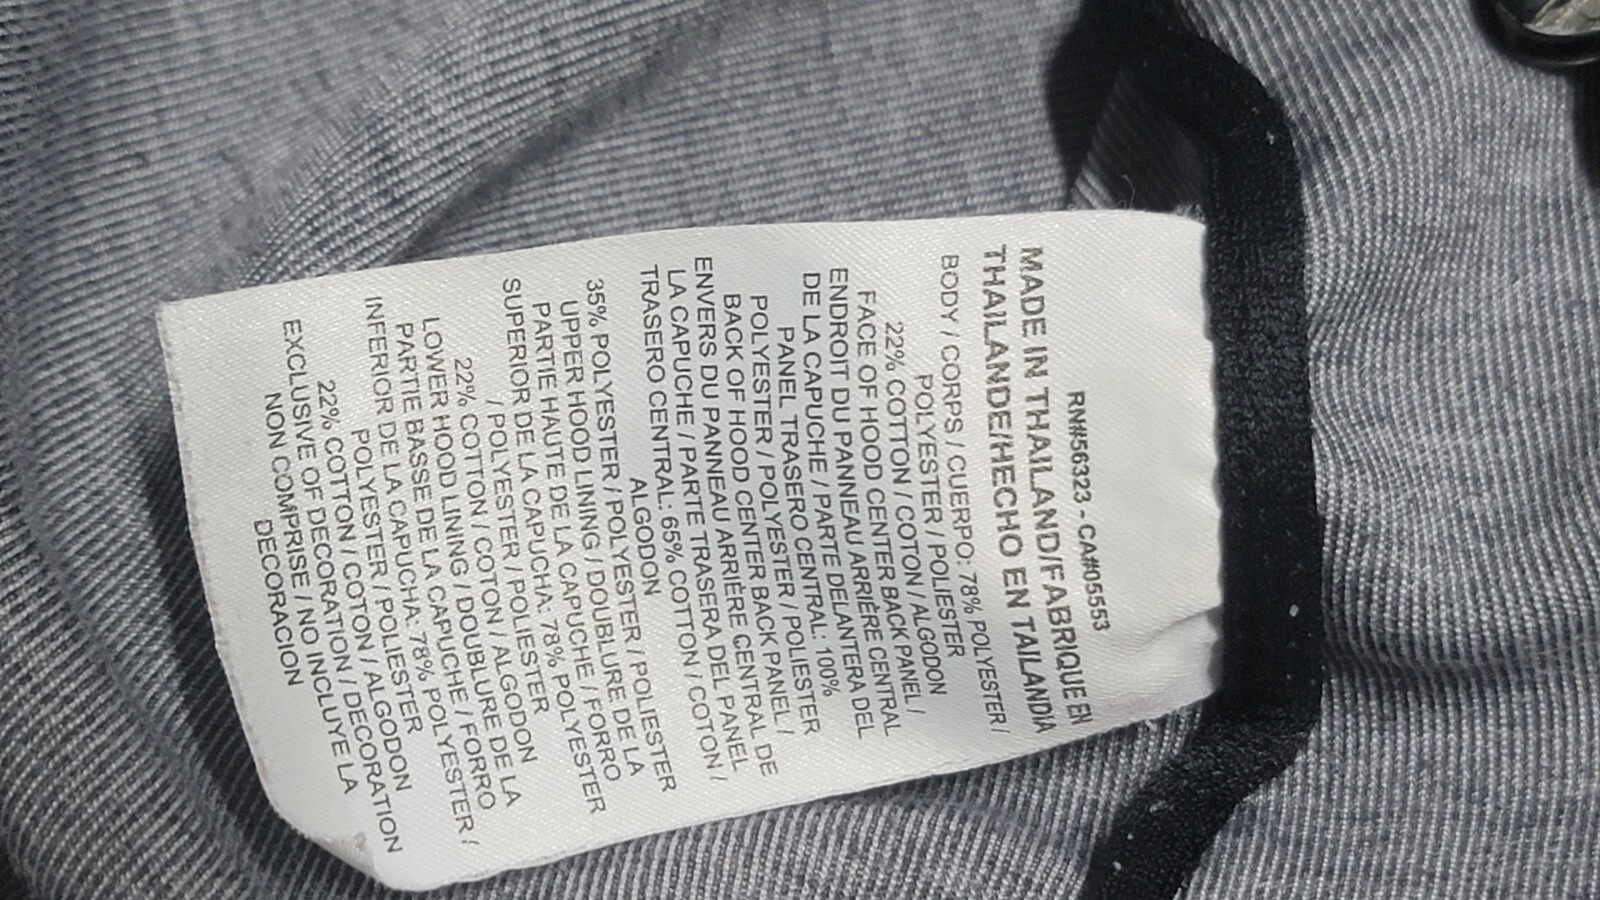 RN#56323 - CA#05553
MADE IN THAILAND/FABRIQUE EN
THAILANDE/HECHO EN TAILANDIA
BODY / CORPS / CUERPO: 78% POLYESTER /
POLYESTER / POLIESTER
22% COTTON / COTON / ALGODON
FACE OF HOOD CENTER BACK PANEL /
ENDROIT DU PANNEAU ARRIÈRE CENTRAL
DE LA CAPUCHE / PARTE DELANTERA DEL
PANEL TRASERO CENTRAL: 100%
POLYESTER / POLYESTER / POLIESTER
BACK OF HOOD CENTER BACK PANEL /
ENVERS DU PANNEAU ARRIÈRE CENTRAL DE
LA CAPUCHE / PARTE TRASERA DEL PANEL
TRASERO CENTRAL: 65% COTTON / COTON /
ALGODON
35% POLYESTER / POLYESTER / POLIESTER
UPPER HOOD LINING / DOUBLURE DE LA
PARTIE HAUTE DE LA CAPUCHE / FORRO
SUPERIOR DE LA CAPUCHA: 78% POLYESTER
/ POLYESTER / POLIESTER
22% COTTON / COTON / ALGODON
LOWER HOOD LINING / DOUBLURE DE LA
PARTIE BASSE DE LA CAPUCHE / FORRO
INFERIOR DE LA CAPUCHA: 78% POLYESTER /
POLYESTER / POLIESTER
22% COTTON / COTON / ALGODON
EXCLUSIVE OF DECORATION / DECORATION
NON COMPRISE / NO INCLUYE LA
DECORACION